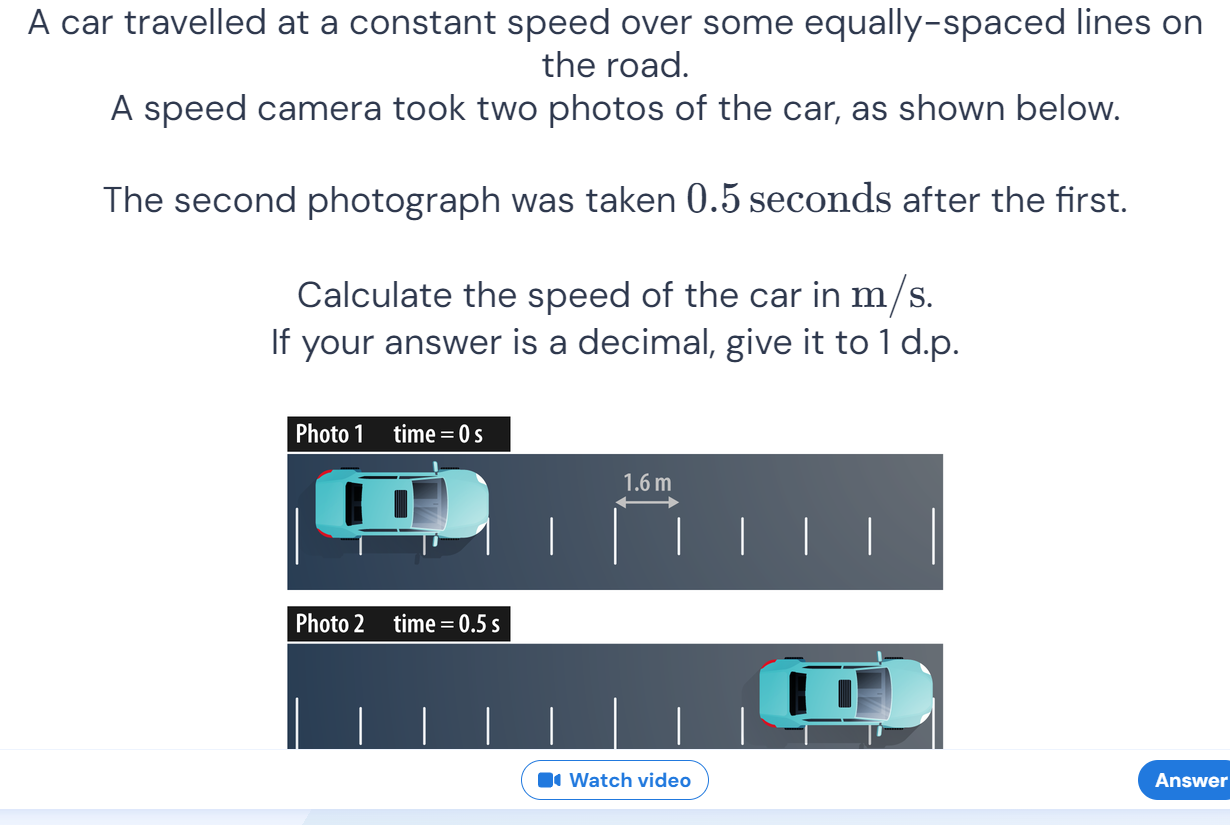 A car travelled at a constant speed over some equally-spaced lines on
the road.
A speed camera took two photos of the car, as shown below.
The second photograph was taken 0.5 seconds after the first.
Calculate the speed of the car in m/s.
If your answer is a decimal, give it to 1 d.p.
Photo 1 time = 0 s
1.6 m
Photo 2 time = 0.5 s
Watch video
Answer